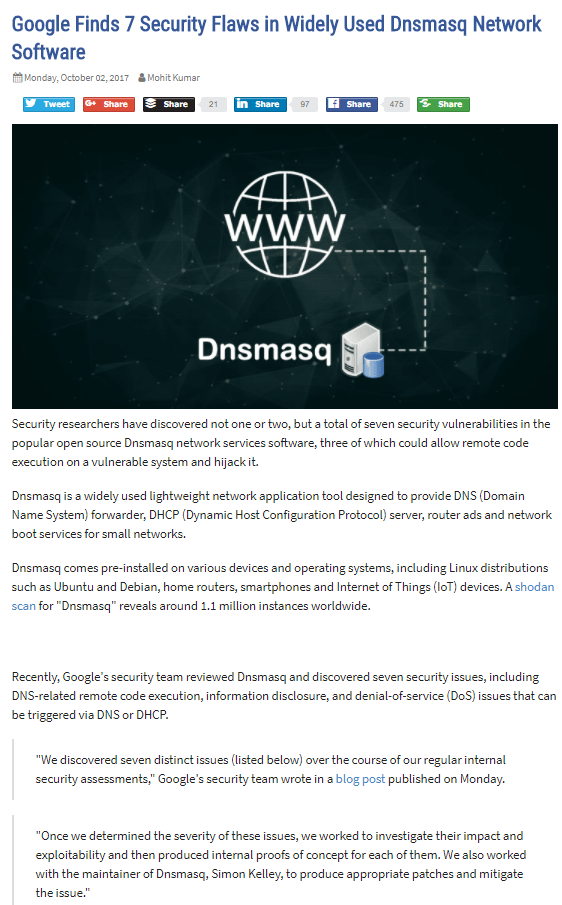 Google Finds 7 Security Flaws in Widely Used Dnsmasq Network
Software
Monday, October 02, 2017 Mohit Kumar
Tweet G+ Share Share 21 in Share 97 f Share 475 Share
WWW
Dnsmasq
Security researchers have discovered not one or two, but a total of seven security vulnerabilities in the
popular open source Dnsmasq network services software, three of which could allow remote code
execution on a vulnerable system and hijack it.
Dnsmasq is a widely used lightweight network application tool designed to provide DNS (Domain
Name System) forwarder, DHCP (Dynamic Host Configuration Protocol) server, router ads and network
boot services for small networks.
Dnsmasq comes pre-installed on various devices and operating systems, including Linux distributions
such as Ubuntu and Debian, home routers, smartphones and Internet of Things (IoT) devices. A shodan
scan for "Dnsmasq" reveals around 1.1 million instances worldwide.
Recently, Google's security team reviewed Dnsmasq and discovered seven security issues, including
DNS-related remote code execution, information disclosure, and denial-of-service (DoS) issues that can
be triggered via DNS or DHCP.
"We discovered seven distinct issues (listed below) over the course of our regular internal
security assessments," Google's security team wrote in a blog post published on Monday.
"Once we determined the severity of these issues, we worked to investigate their impact and
exploitability and then produced internal proofs of concept for each of them. We also worked
with the maintainer of Dnsmasq, Simon Kelley, to produce appropriate patches and mitigate
the issue."